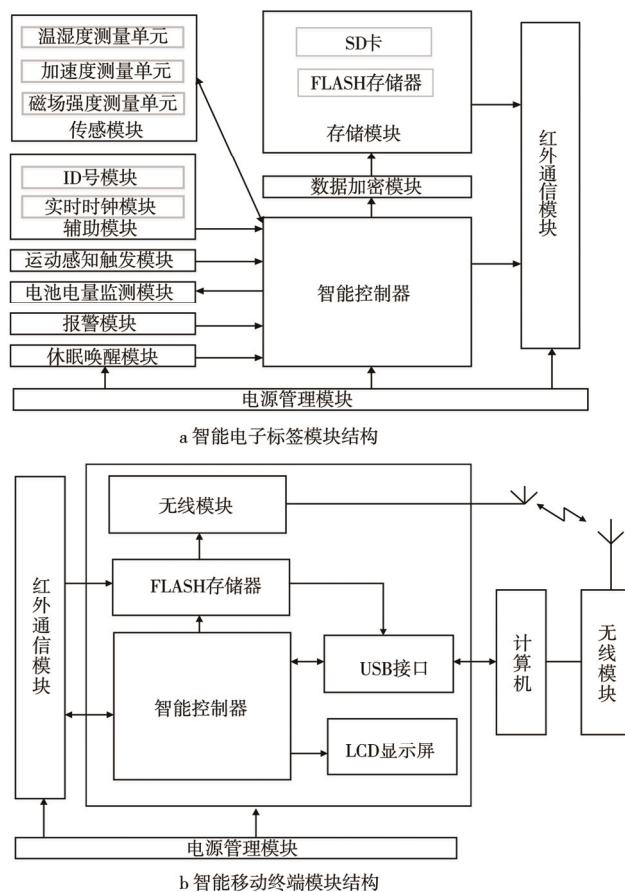 温湿度测量单元
加速度测量单元
磁场强度测量单元
传感模块
SD卡
FLASH存储器
存储模块
数据加密模块
红外通信模块
ID号模块
实时时钟模块
辅助模块
运动感知触发模块
电池电量监测模块
报警模块
休眠唤醒模块
智能控制器
电源管理模块
a 智能电子标签模块结构
无线模块
FLASH存储器
红外通信模块
智能控制器
USB接口
LCD显示屏
计算机
无线模块
电源管理模块
b 智能移动终端模块结构